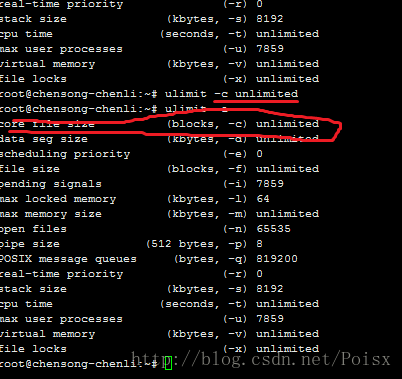 real-time priority (-r) 0
stack size (kbytes, -s) 8192
cpu time (seconds, -t) unlimited
max user processes (-u) 7859
virtual memory (kbytes, -v) unlimited
file locks (-x) unlimited
root@chensong-chenli:~# ulimit -c unlimited
root@chensong-chenli:~# ulimit -a
core file size (blocks, -c) unlimited
data seg size (kbytes, -d) unlimited
scheduling priority (-e) 0
file size (blocks, -f) unlimited
pending signals (-i) 7859
max locked memory (kbytes, -l) 64
max memory size (kbytes, -m) unlimited
open files (-n) 65535
pipe size (512 bytes, -p) 8
POSIX message queues (bytes, -q) 819200
real-time priority (-r) 0
stack size (kbytes, -s) 8192
cpu time (seconds, -t) unlimited
max user processes (-u) 7859
virtual memory (kbytes, -v) unlimited
file locks (-x) unlimited
root@chensong-chenli:~#
http://blog.csdn.net/Poisx